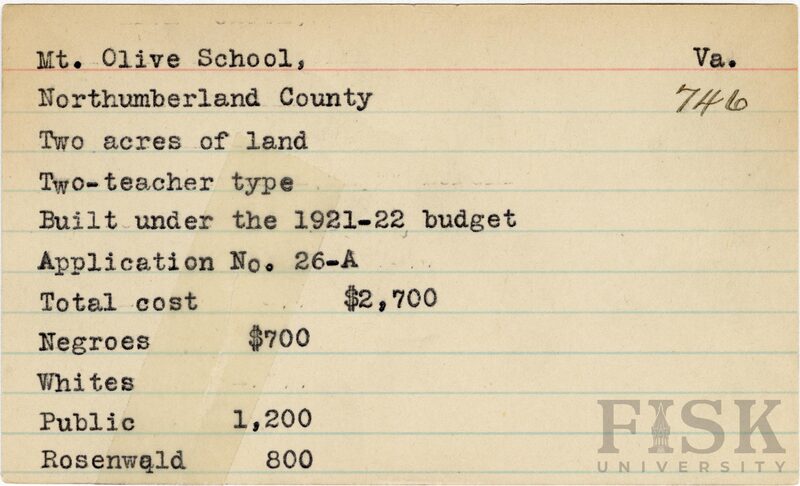 Mt. Olive School, Va.
Northumberland County 746
Two acres of land
Two-teacher type
Built under the 1921-22 budget
Application No. 26-A
Total cost $2,700
Negroes $700
Whites
Public 1,200
Rosenwald 800
FISK
UNIVERSITY